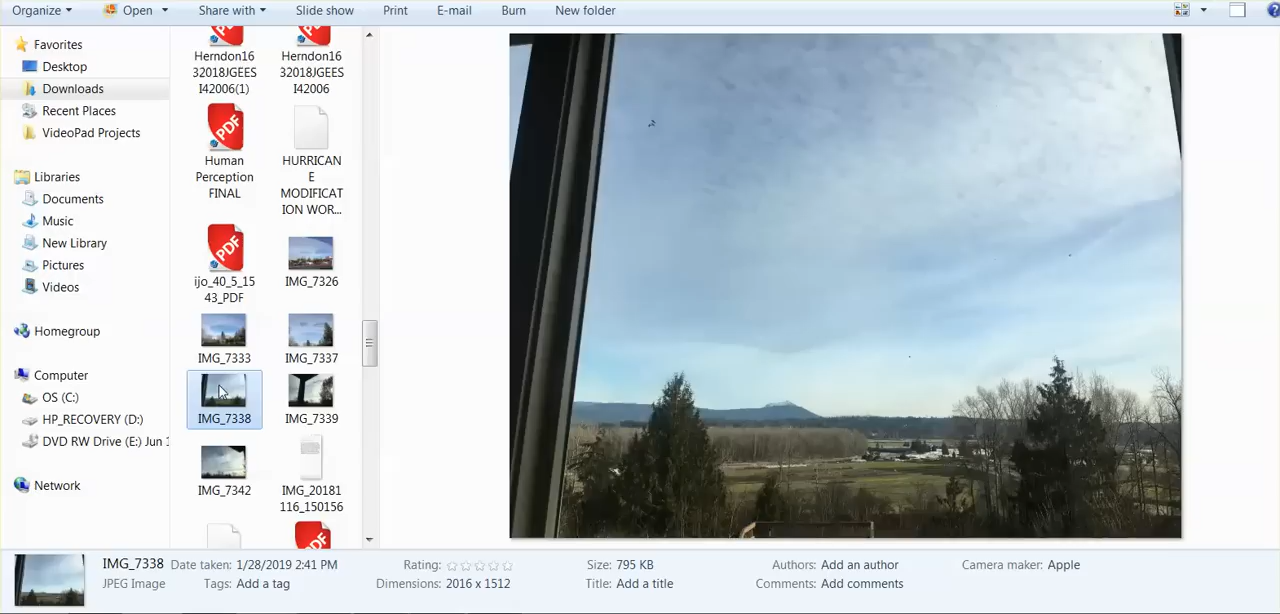 Organize Open Share with Slide show Print E-mail Burn New folder
Favorites
Desktop
Downloads
Recent Places
VideoPad Projects
Libraries
Documents
Music
New Library
Pictures
Videos
Homegroup
Computer
OS (C:)
HP_RECOVERY (D:)
DVD RW Drive (E:) Jun 1
Network
Herndon16
32018JGEES
I42006(1)
Herndon16
32018JGEES
I42006
PDF
Human
Perception
FINAL
HURRICAN
E
MODIFICAT
ION WOR...
PDF
ijo_40_5_15
43_PDF
IMG_7326
IMG_7333
IMG_7337
IMG_7338
IMG_7339
IMG_7342
IMG_20181
116_150156
IMG_7338 Date taken: 1/28/2019 2:41 PM Rating: Size: 795 KB Authors: Add an author Camera maker: Apple
JPEG Image Tags: Add a tag Dimensions: 2016 x 1512 Title: Add a title Comments: Add comments